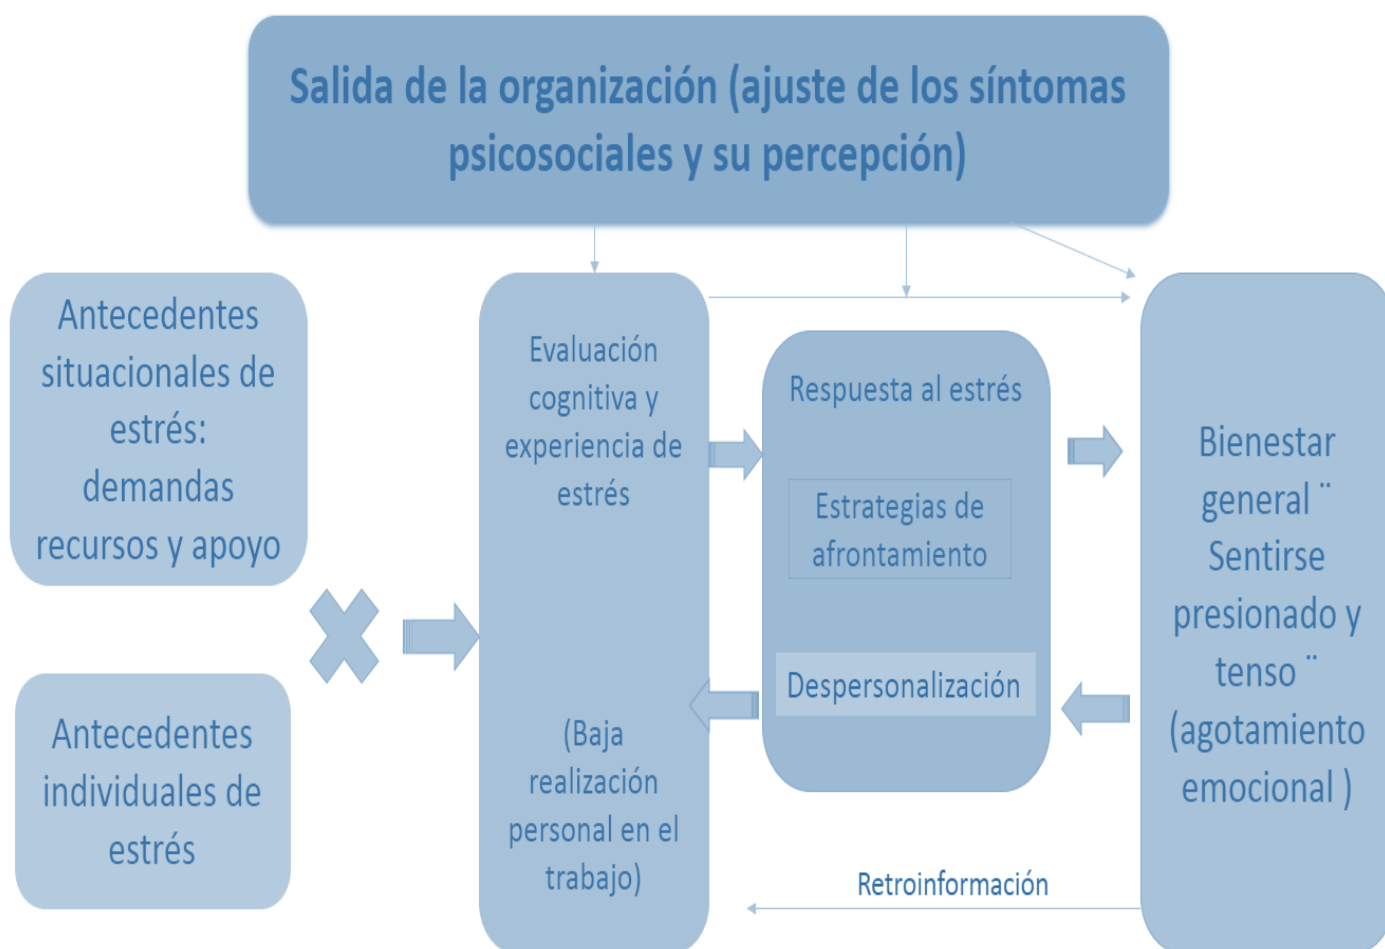 Salida de la organización (ajuste de los síntomas
psicosociales y su percepción)
Antecedentes
situacionales de
estrés:
demandas
recursos y apoyo
Antecedentes
individuales de
estrés
Evaluación
cognitiva y
experiencia de
estrés
(Baja
realización
personal en el
trabajo)
Respuesta al estrés
Estrategias de
afrontamiento
Despersonalización
Bienestar
general ¨
Sentirse
presionado y
tenso ¨
(agotamiento
emocional )
Retroinformación